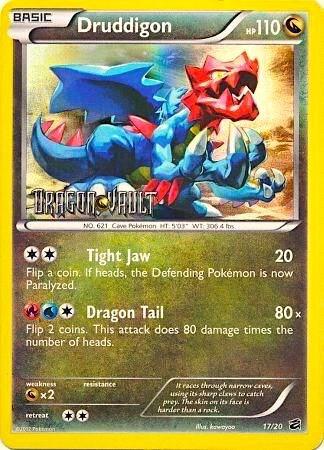 BASIC
Druddigon
HP110
DRAGON VAULT
NO. 621 Cave Pokémon HT: 5'03" WT: 306.4 lbs.
Tight Jaw 20
Flip a coin. If heads, the Defending Pokémon is now
Paralyzed.
Dragon Tail 80×
Flip 2 coins. This attack does 80 damage times the
number of heads.
weakness resistance
×2
retreat
It races through narrow caves,
using its sharp claws to catch
prey. The skin on its face is
harder than a rock.
©2012 Pokémon
Illus. kawayoo
17/20